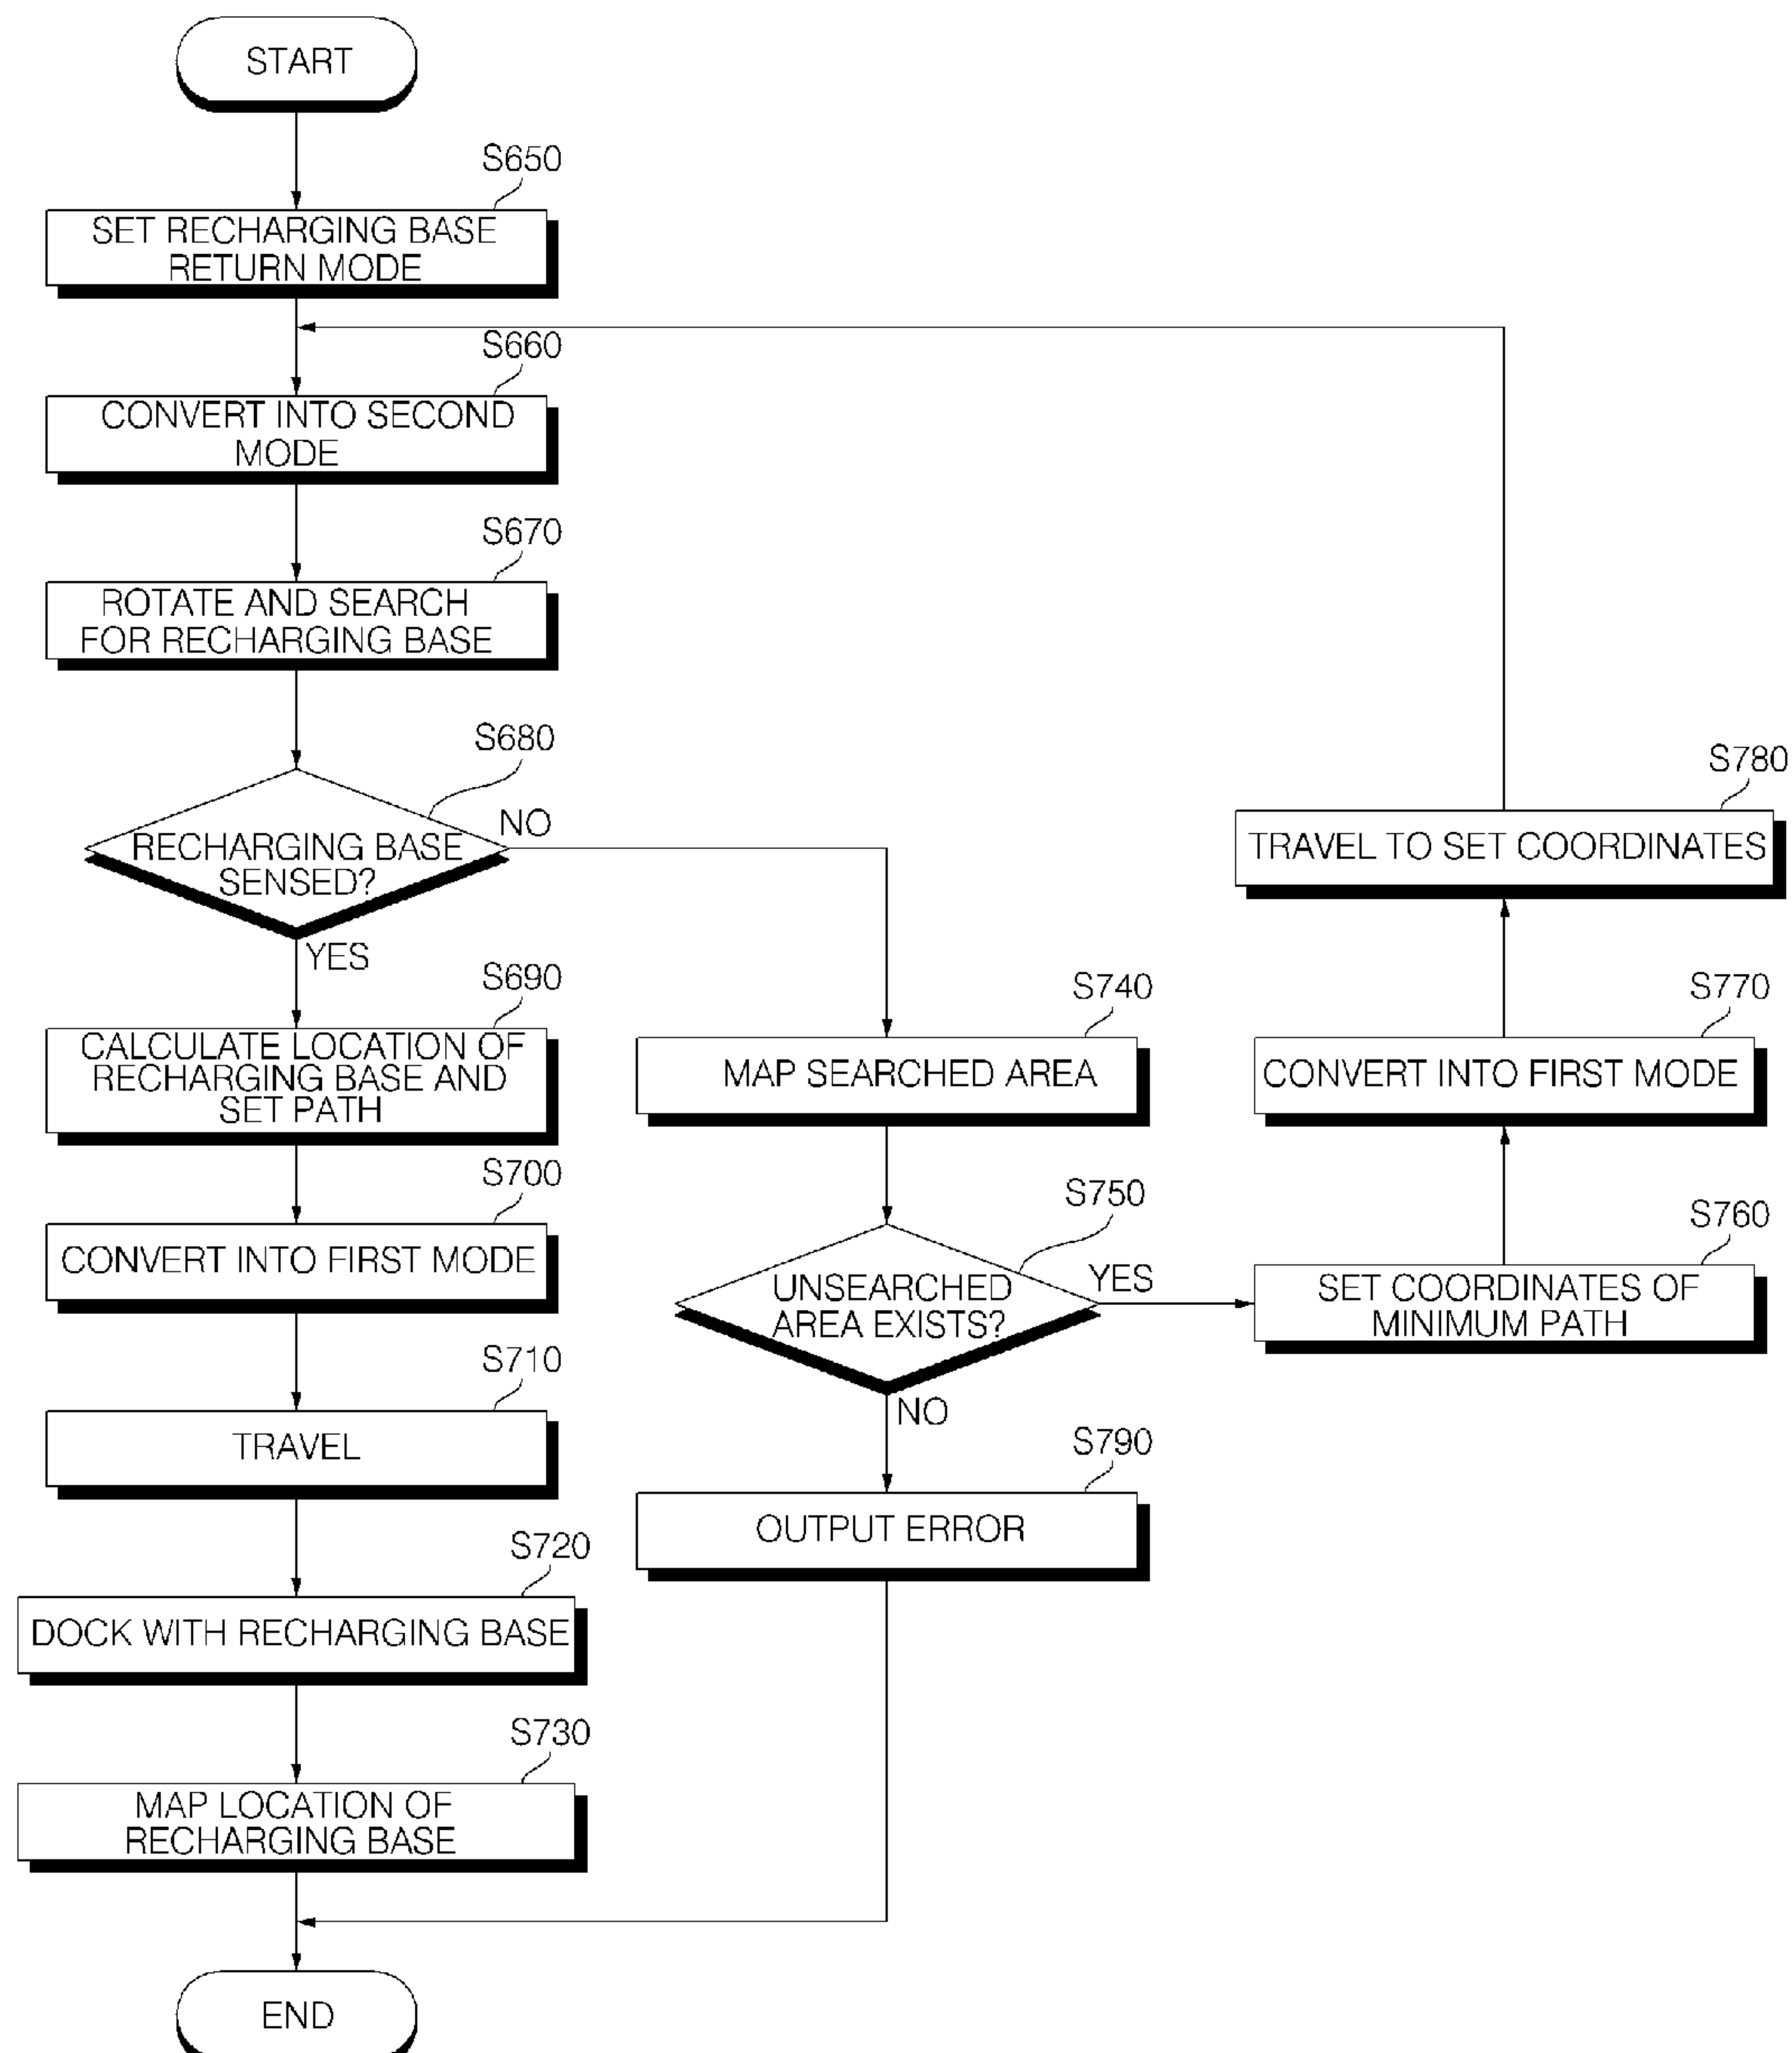 START
S650
SET RECHARGING BASE
RETURN MODE
S660
CONVERT INTO SECOND
MODE
S670
ROTATE AND SEARCH
FOR RECHARGING BASE
S680
RECHARGING BASE
SENSED?
NO
YES
S690
CALCULATE LOCATION OF
RECHARGING BASE AND
SET PATH
S700
CONVERT INTO FIRST MODE
S710
TRAVEL
S720
DOCK WITH RECHARGING BASE
S730
MAP LOCATION OF
RECHARGING BASE
END
S740
MAP SEARCHED AREA
S750
UNSEARCHED
AREA EXISTS?
YES
NO
S790
OUTPUT ERROR
S760
SET COORDINATES OF
MINIMUM PATH
S770
CONVERT INTO FIRST MODE
S780
TRAVEL TO SET COORDINATES